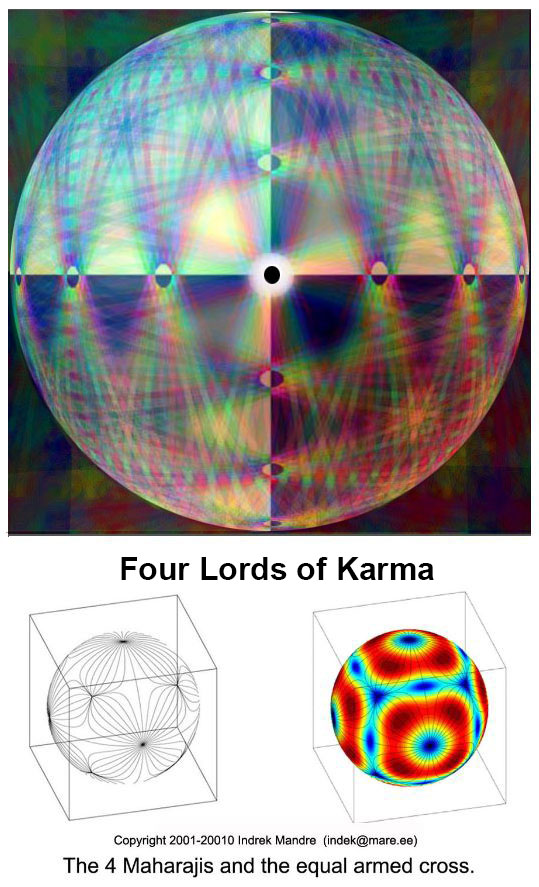 Four Lords of Karma
Copyright 2001-20010 Indrek Mandre (indek@mare.ee)
The 4 Maharajis and the equal armed cross.